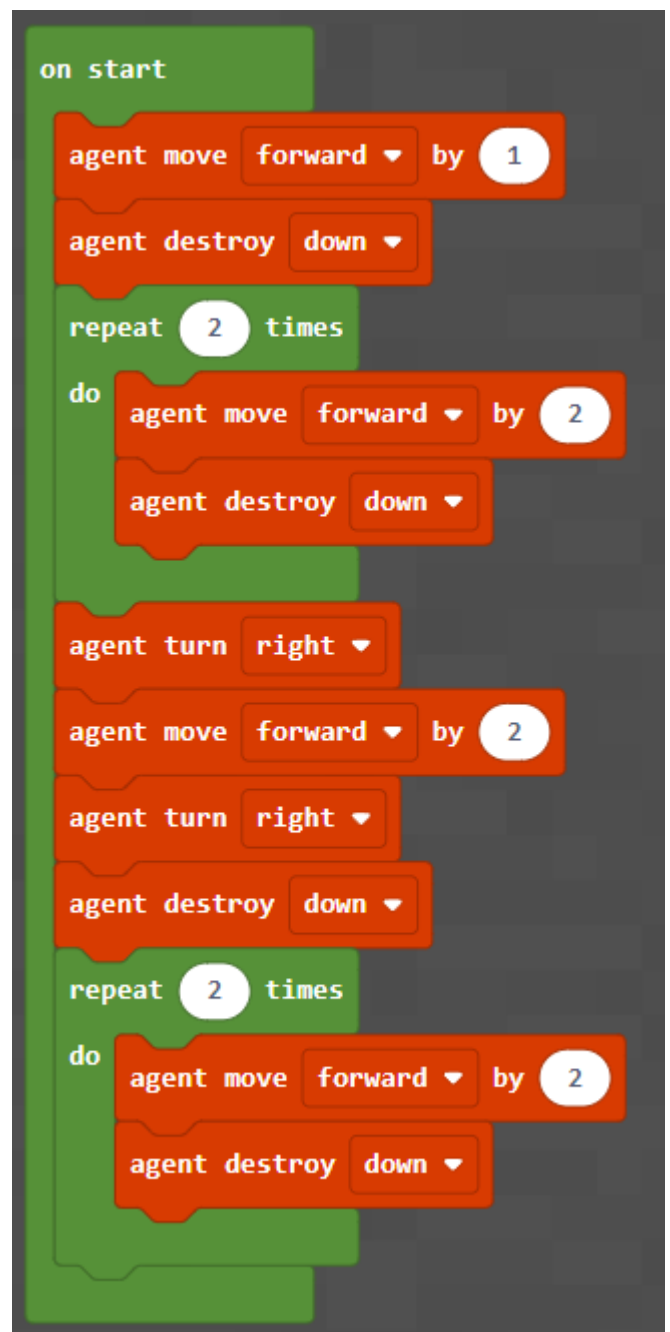 on start
agent move forward by 1
agent destroy down
repeat 2 times
do
agent move forward by 2
agent destroy down
agent turn right
agent move forward by 2
agent turn right
agent destroy down
repeat 2 times
do
agent move forward by 2
agent destroy down